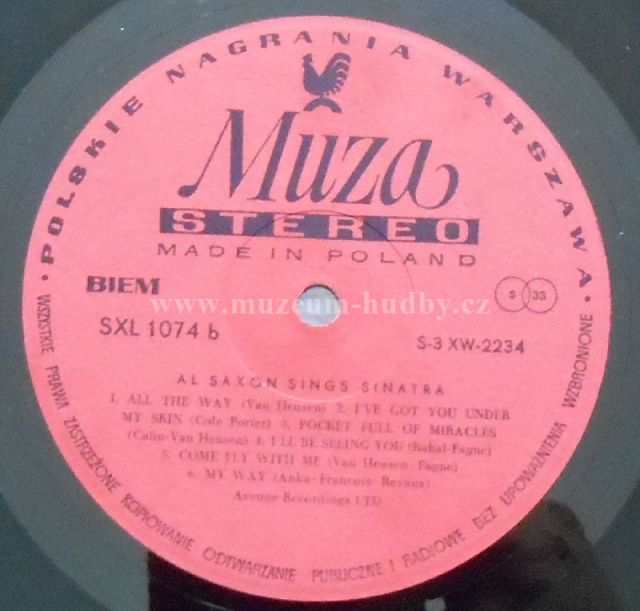 • POLSKIE NAGRANIA WARSZAWA •
Muza
STEREO
MADE IN POLAND
BIEM
S 33
www.muzeum-hudby.cz
SXL 1074 b
S-3 XW-2234
AL SAXON SINGS SINATRA
1. ALL THE WAY (Van Heusen) 2. I'VE GOT YOU UNDER
MY SKIN (Cole Porter) 3. POCKET FULL OF MIRACLES
(Cahn-Van Heusen) 4. I'LL BE SEEING YOU (Bahal-Fagne)
5. COME FLY WITH ME (Van Heusen
6. MY WAY (Anka-Francois
Avenue Recordings LTD
WSZYSTKIE PRAWA ZASTRZEŻONE KOPIOWANIE ODTWARZANIE PUBLICZNE I RADIOWE BEZ UPOWAŻNIENIA WZBRONIONE